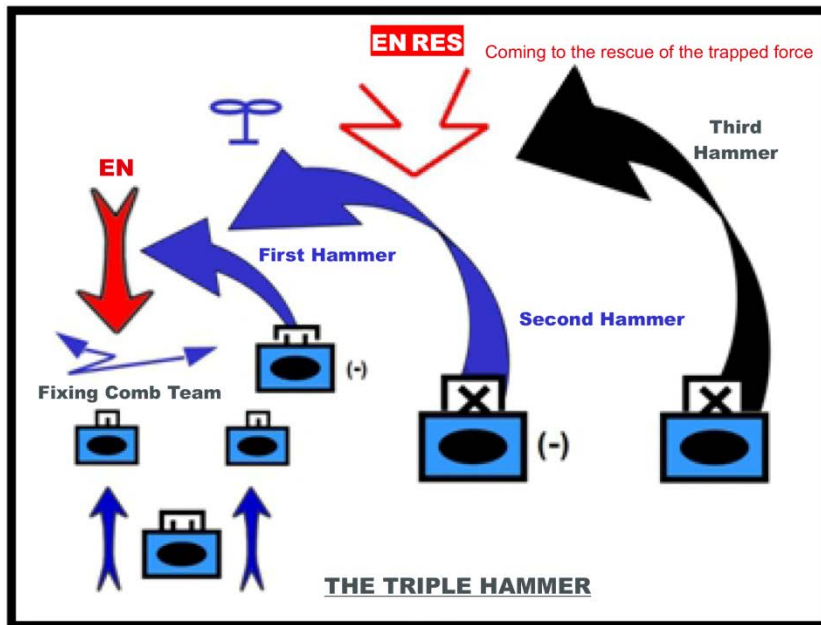 EN RES
Coming to the rescue of the trapped force
Third
Hammer
EN
First Hammer
Second Hammer
(-)
Fixing Comb Team
(-)
THE TRIPLE HAMMER